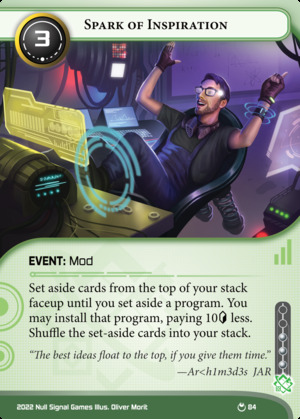 Spark of Inspiration
3
EVENT: Mod
Set aside cards from the top of your stack
faceup until you set aside a program. You
may install that program, paying 10 less.
Shuffle the set-aside cards into your stack.
“The best ideas float to the top, if you give them time.”
—Ar<h1m3d3s JAR
2022 Null Signal Games Illus. Oliver Morit
84